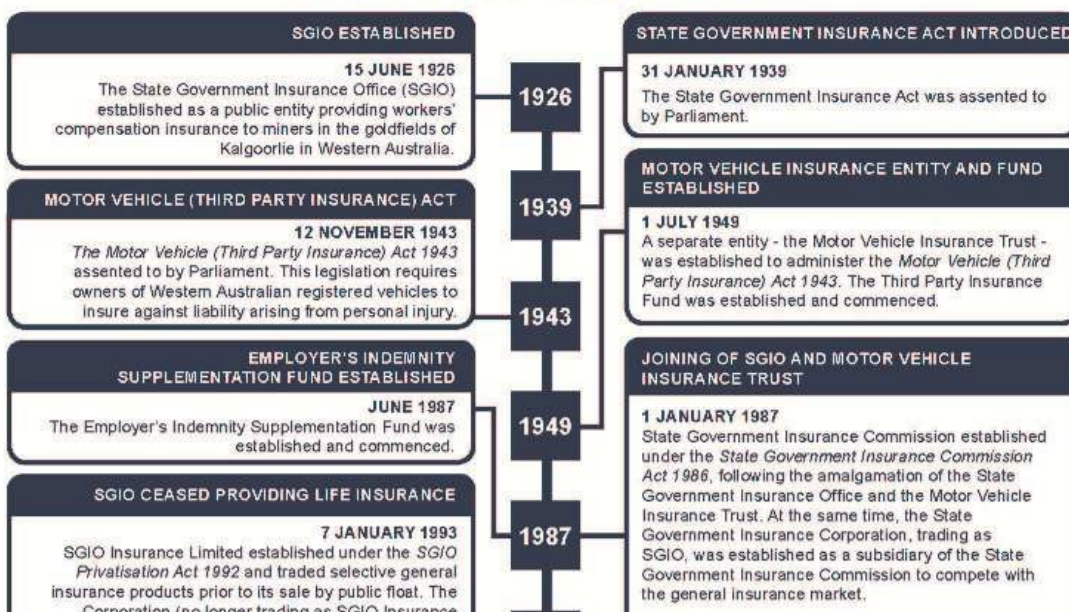 SGIO ESTABLISHED
15 JUNE 1926
The State Government Insurance Office (SGIO)
established as a public entity providing workers'
compensation insurance to miners in the goldfields of
Kalgoorlie in Western Australia.
1926
STATE GOVERNMENT INSURANCE ACT INTRODUCED
31 JANUARY 1939
The State Government Insurance Act was assented to
by Parliament.
1939
MOTOR VEHICLE (THIRD PARTY INSURANCE) ACT
12 NOVEMBER 1943
The Motor Vehicle (Third Party Insurance) Act 1943
assented to by Parliament. This legislation requires
owners of Western Australian registered vehicles to
insure against liability arising from personal injury.
1943
MOTOR VEHICLE INSURANCE ENTITY AND FUND
ESTABLISHED
1 JULY 1949
A separate entity - the Motor Vehicle Insurance Trust -
was established to administer the Motor Vehicle (Third
Party Insurance) Act 1943. The Third Party Insurance
Fund was established and commenced.
1949
EMPLOYER'S INDEMNITY
SUPPLEMENTATION FUND ESTABLISHED
JUNE 1987
The Employer's Indemnity Supplementation Fund was
established and commenced.
1987
JOINING OF SGIO AND MOTOR VEHICLE
INSURANCE TRUST
1 JANUARY 1987
State Government Insurance Commission established
under the State Government Insurance Commission
Act 1986, following the amalgamation of the State
Government Insurance Office and the Motor Vehicle
Insurance Trust. At the same time, the State
Government Insurance Corporation, trading as
SGIO, was established as a subsidiary of the State
Government Insurance Commission to compete with
the general insurance market.
SGIO CEASED PROVIDING LIFE INSURANCE
7 JANUARY 1993
SGIO Insurance Limited established under the SGIO
Privatisation Act 1992 and traded selective general
insurance products prior to its sale by public float. The
Corporation (no longer trading as SGIO Insurance